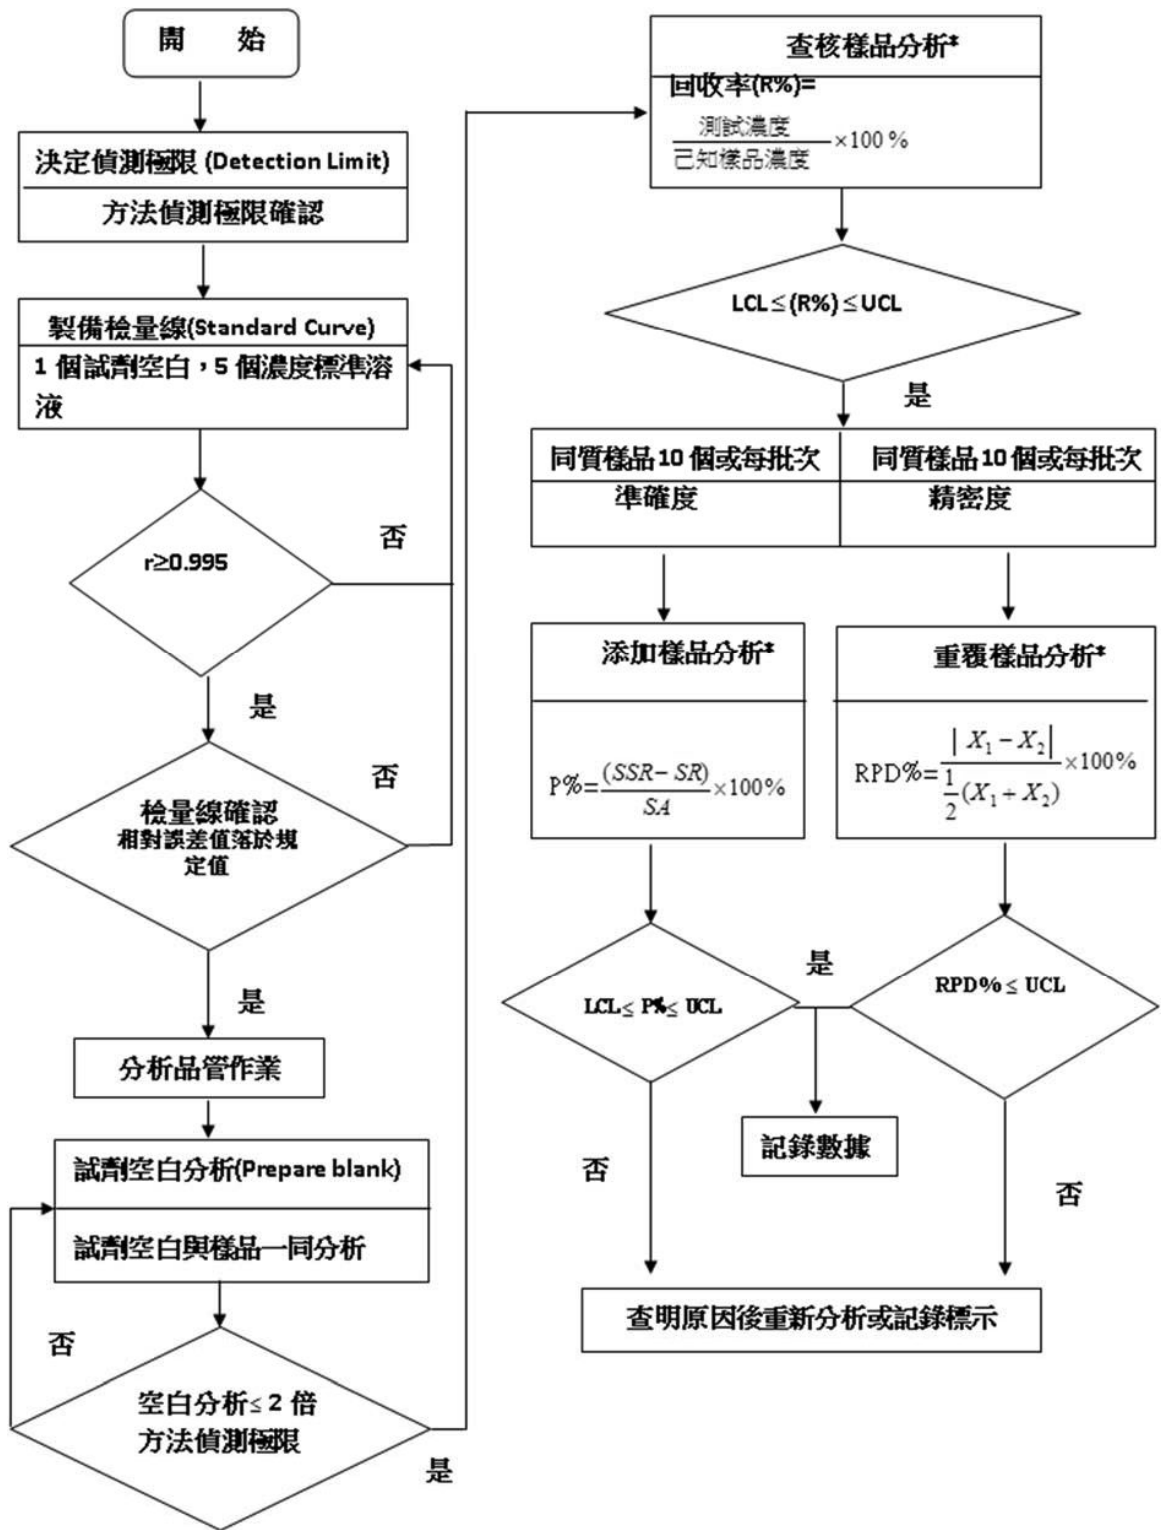 開 始
決定偵測極限 (Detection Limit)
方法偵測極限確認
製備檢量線(Standard Curve)
1 個試劑空白，5 個濃度標準溶
液
r≥0.995
否
是
檢量線確認
相對誤差值落於規
定值
否
是
分析品管作業
試劑空白分析(Prepare blank)
試劑空白與樣品一同分析
否
空白分析≤ 2 倍
方法偵測極限
是
查核樣品分析*
回收率(R%)=
測試濃度
已知樣品濃度
×100 %
LCL ≤ (R%) ≤ UCL
是
同質樣品 10 個或每批次
準確度
同質樣品 10 個或每批次
精密度
添加樣品分析*
P%= (SSR − SR) / SA ×100%
重覆樣品分析*
RPD%= | X₁ − X₂| / ½ (X₁ + X₂) ×100%
LCL ≤ P% ≤ UCL
是
RPD% ≤ UCL
記錄數據
否
否
查明原因後重新分析或記錄標示